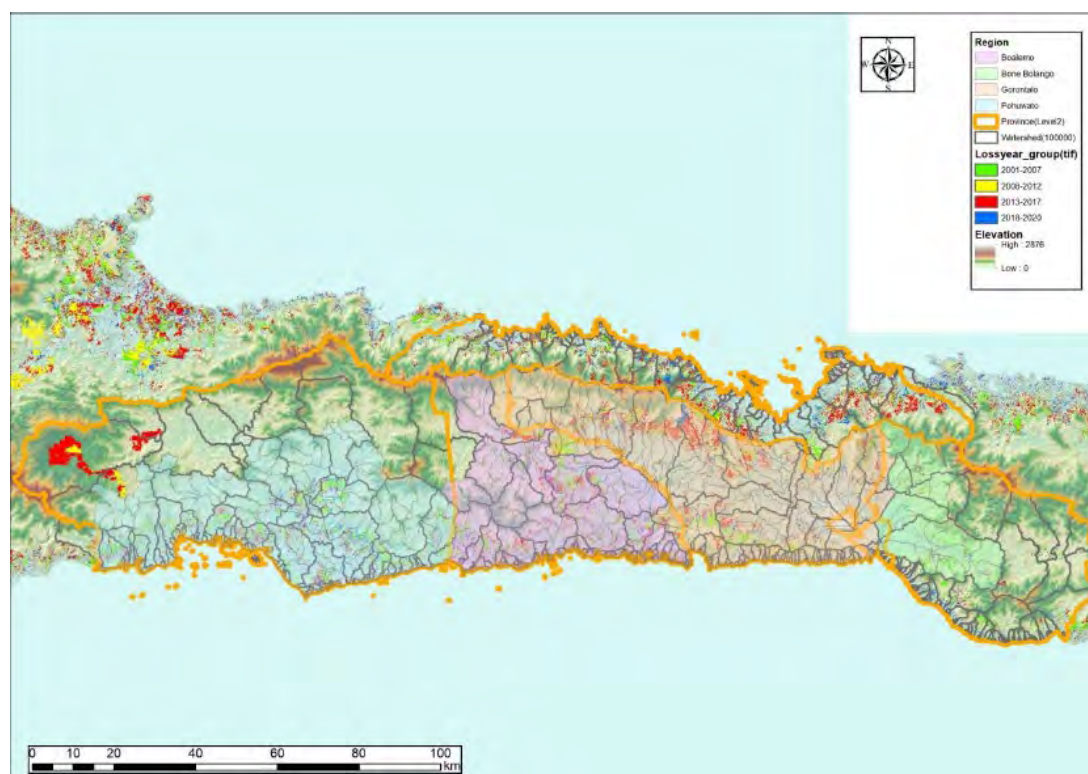 N
W
E
S
Region
Boalemo
Bone Bolango
Gorontalo
Pohuwato
Province(Level2)
Watershed(100000)
Lossyear_group(tif)
2001-2007
2008-2012
2013-2017
2018-2020
Elevation
High : 2876
Low : 0
0 10 20 40 60 80 100
km